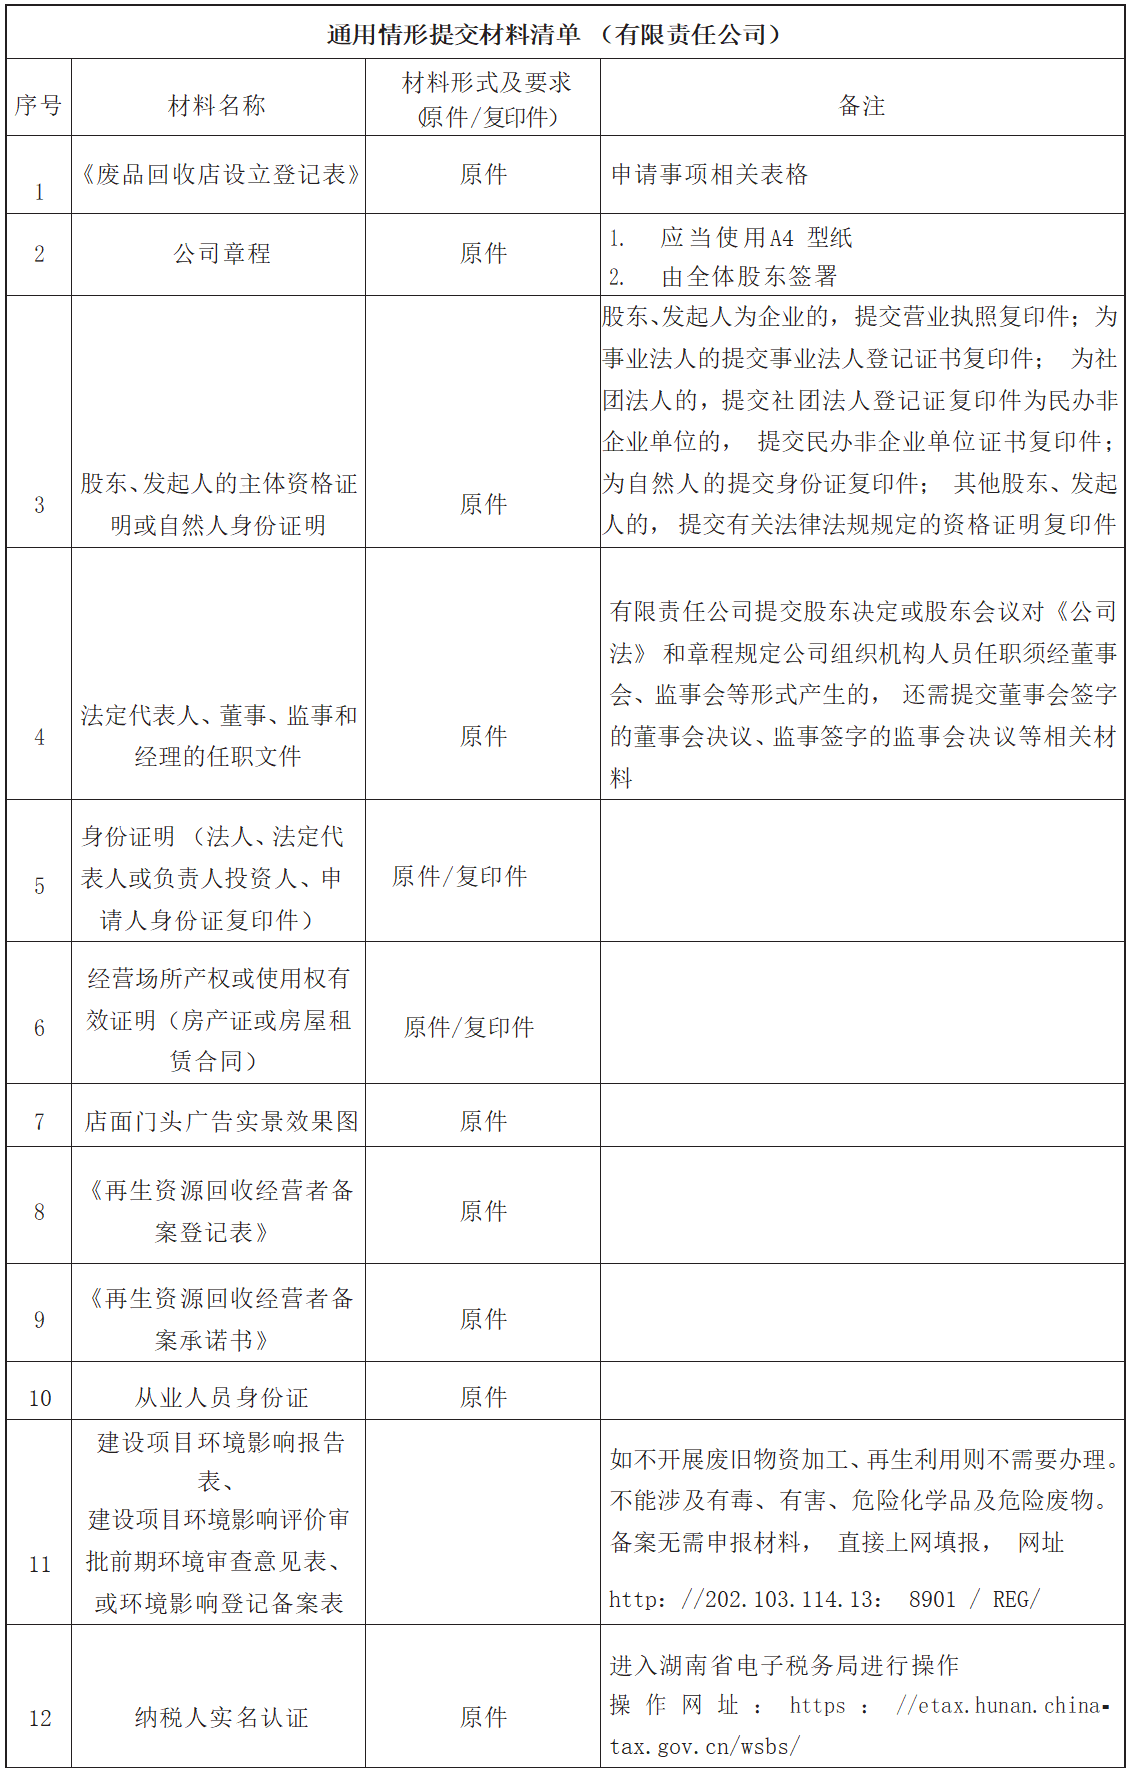 通用情形提交材料清单 （有限责任公司）
序号
材料名称
材料形式及要求
（原件/复印件）
备注
1
《废品回收店设立登记表》
原件
申请事项相关表格
2
公司章程
原件
1. 应当使用A4 型纸
2. 由全体股东签署
3
股东、发起人的主体资格证
明或自然人身份证明
原件
股东、发起人为企业的，提交营业执照复印件；为
事业法人的提交事业法人登记证书复印件； 为社
团法人的，提交社团法人登记证复印件为民办非
企业单位的， 提交民办非企业单位证书复印件；
为自然人的提交身份证复印件； 其他股东、发起
人的，提交有关法律法规规定的资格证明复印件
4
法定代表人、董事、监事和
经理的任职文件
原件
有限责任公司提交股东决定或股东会议对《公司
法》 和章程规定公司组织机构人员任职须经董事
会、监事会等形式产生的， 还需提交董事会签字
的董事会决议、监事签字的监事会决议等相关材
料
5
身份证明 （法人、法定代
表人或负责人投资人、申
请人身份证复印件）
原件/复印件
6
经营场所产权或使用权有
效证明（房产证或房屋租
赁合同）
原件/复印件
7
店面门头广告实景效果图
原件
8
《再生资源回收经营者备
案登记表》
原件
9
《再生资源回收经营者备
案承诺书》
原件
10
从业人员身份证
原件
11
建设项目环境影响报告
表、
建设项目环境影响评价审
批前期环境审查意见表、
或环境影响登记备案表
如不开展废旧物资加工、再生利用则不需要办理。
不能涉及有毒、有害、危险化学品及危险废物。
备案无需申报材料， 直接上网填报， 网址
http: //202.103.114.13: 8901 / REG/
12
纳税人实名认证
原件
进入湖南省电子税务局进行操作
操作网址： https : //etax.hunan.china-
tax.gov.cn/wsbs/